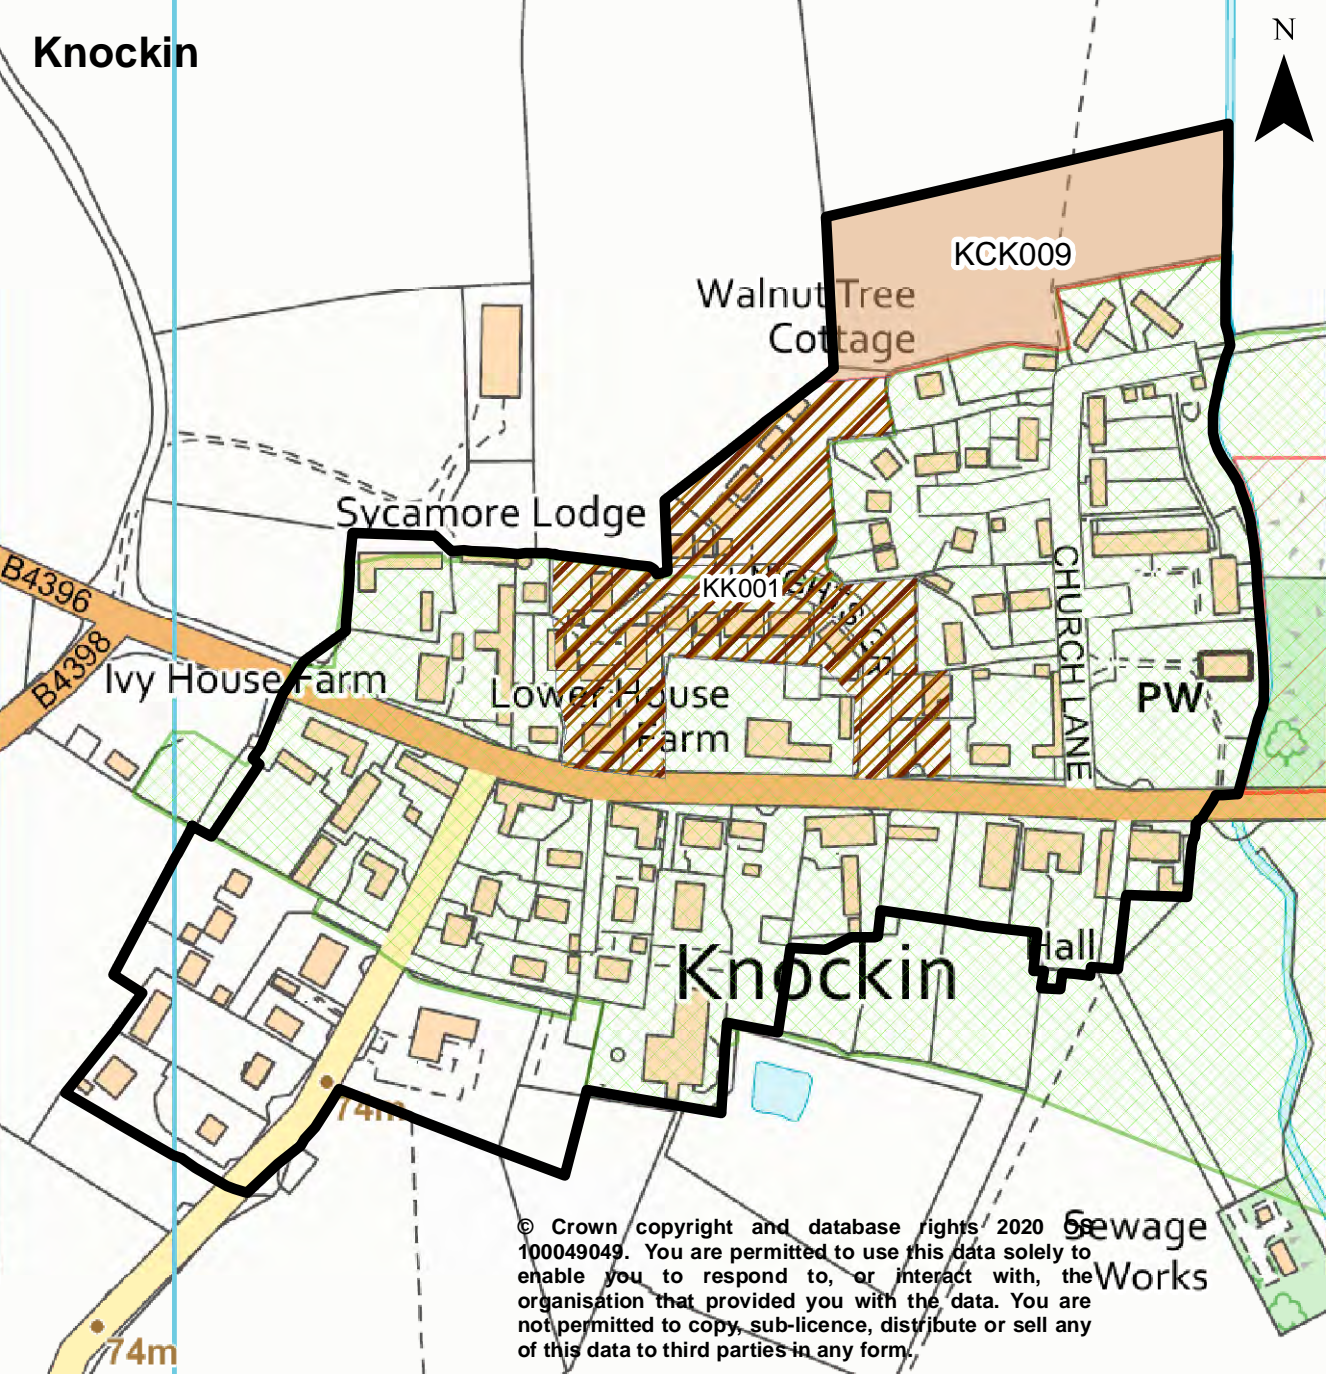 Knockin
N
KCK009
Walnut Tree
Cottage
Sycamore Lodge
B4396
B4398
KK001
CHURCH LANE
Ivy House Farm
Lower House
Farm
PW
Knockin
Hall
74m
Sewage
Works
© Crown copyright and database rights 2020 OS
100049049. You are permitted to use this data solely to
enable you to respond to, or interact with, the
organisation that provided you with the data. You are
not permitted to copy, sub-licence, distribute or sell any
of this data to third parties in any form.
74m